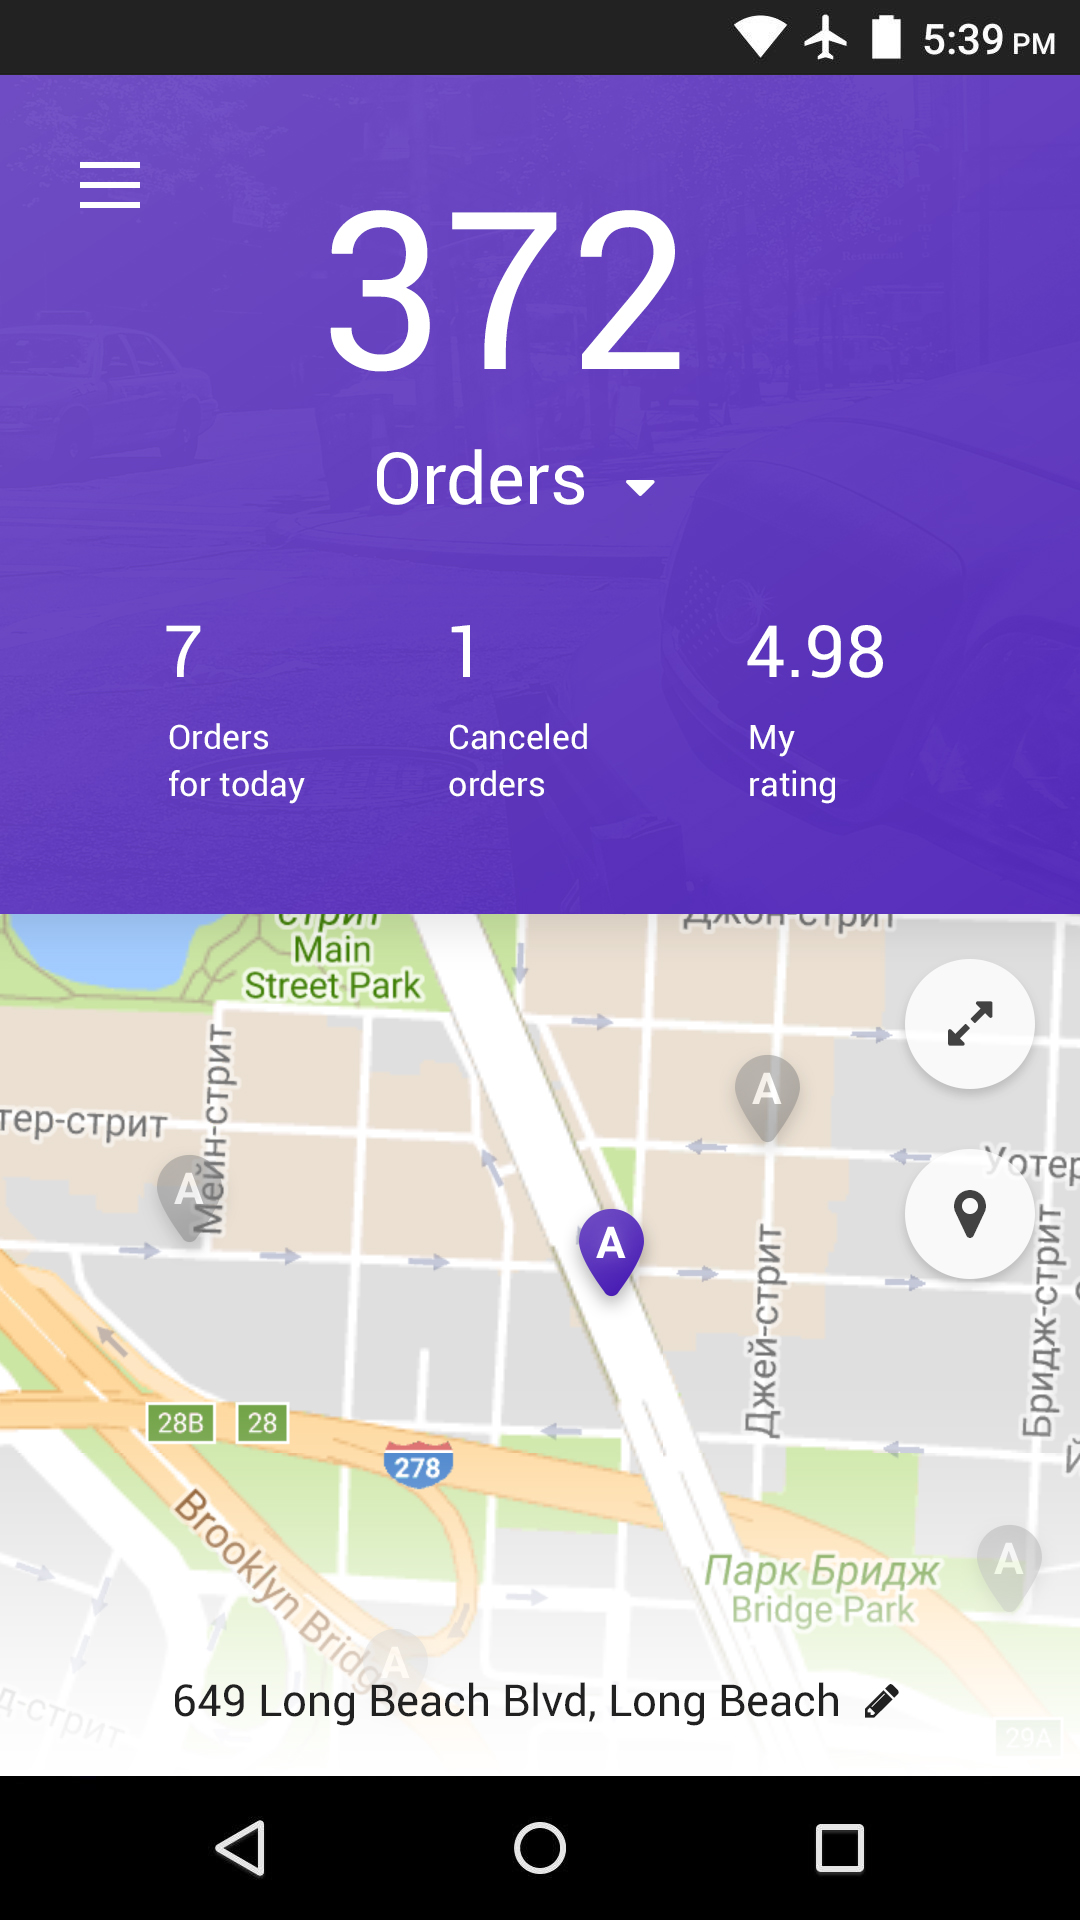 5:39 PM
372
Orders
7
1
4.98
Orders
for today
Canceled
orders
My
rating
стрит
Main
Street Park
Джон-стрит
A
тер-стрит
Мейн-стрит
Уотер
A
A
Джей-стрит
Бридж-стрит
28B
28
278
Brooklyn Bridge
Парк Бридж
Bridge Park
A
A
649 Long Beach Blvd, Long Beach
д-стрит
29A